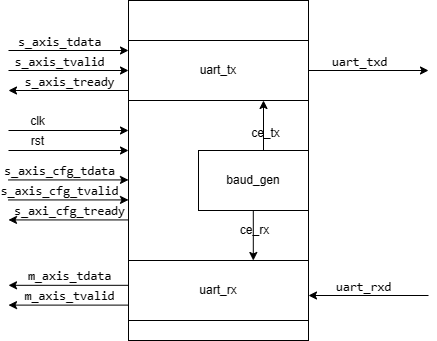 s_axis_tdata
s_axis_tvalid
s_axis_tready
uart_tx
uart_txd
clk
rst
ce_tx
s_axis_cfg_tdata
s_axis_cfg_tvalid
s_axi_cfg_tready
baud_gen
ce_rx
m_axis_tdata
m_axis_tvalid
uart_rx
uart_rxd